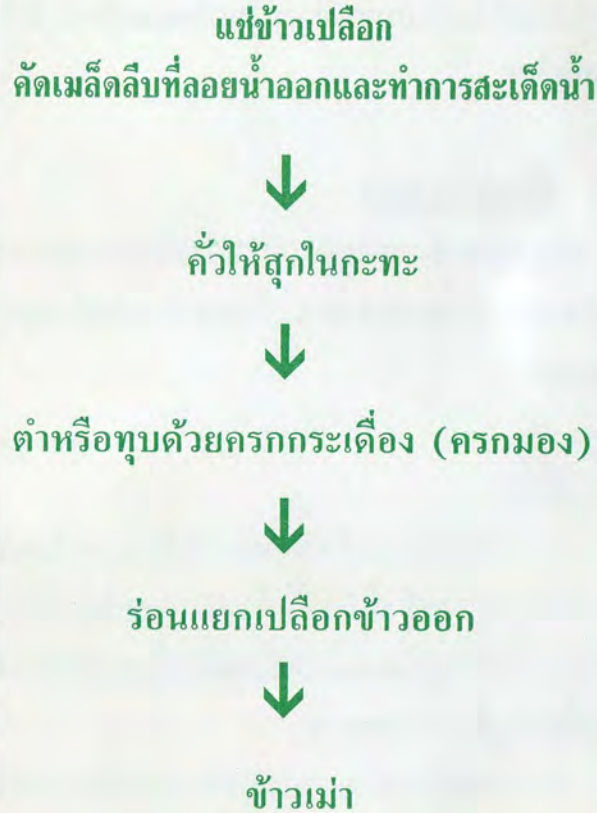 แช่ข้าวเปลือก
คัดเมล็ดลีบที่ลอยน้ำออกและทำการสะเด็ดน้ำ
คั่วให้สุกในกะทะ
ตำหรือทุบด้วยครกกระเดื่อง (ครกมอง)
ร่อนแยกเปลือกข้าวออก
ข้าวเม่า